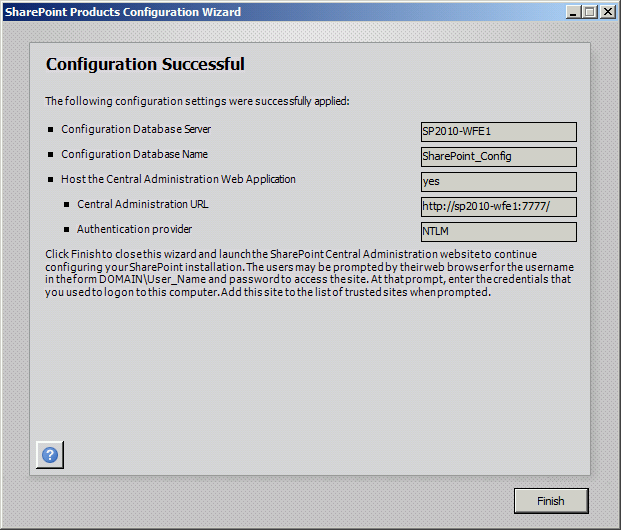 SharePoint Products Configuration Wizard
Configuration Successful
The following configuration settings were successfully applied:
Configuration Database Server
SP2010-WFE1
Configuration Database Name
SharePoint_Config
Host the Central Administration Web Application
yes
Central Administration URL
http://sp2010-wfe1:7777/
Authentication provider
NTLM
Click Finish to close this wizard and launch the SharePoint Central Administration website to continue
configuring your SharePoint installation. The users may be prompted by their web browser for the username
in the form DOMAIN\User_Name and password to access the site. At that prompt, enter the credentials that
you used to logon to this computer. Add this site to the list of trusted sites when prompted.
?
Finish